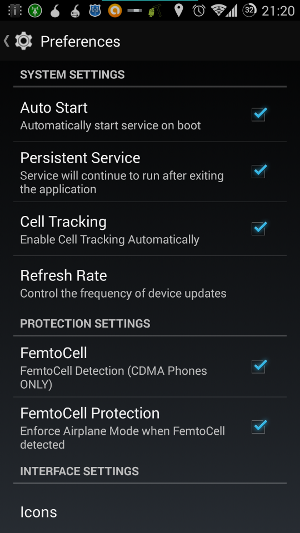 32 21:20
Preferences
SYSTEM SETTINGS
Auto Start
Automatically start service on boot
Persistent Service
Service will continue to run after exiting
the application
Cell Tracking
Enable Cell Tracking Automatically
Refresh Rate
Control the frequency of device updates
PROTECTION SETTINGS
FemtoCell
FemtoCell Detection (CDMA Phones
ONLY)
FemtoCell Protection
Enforce Airplane Mode when FemtoCell
detected
INTERFACE SETTINGS
Icons